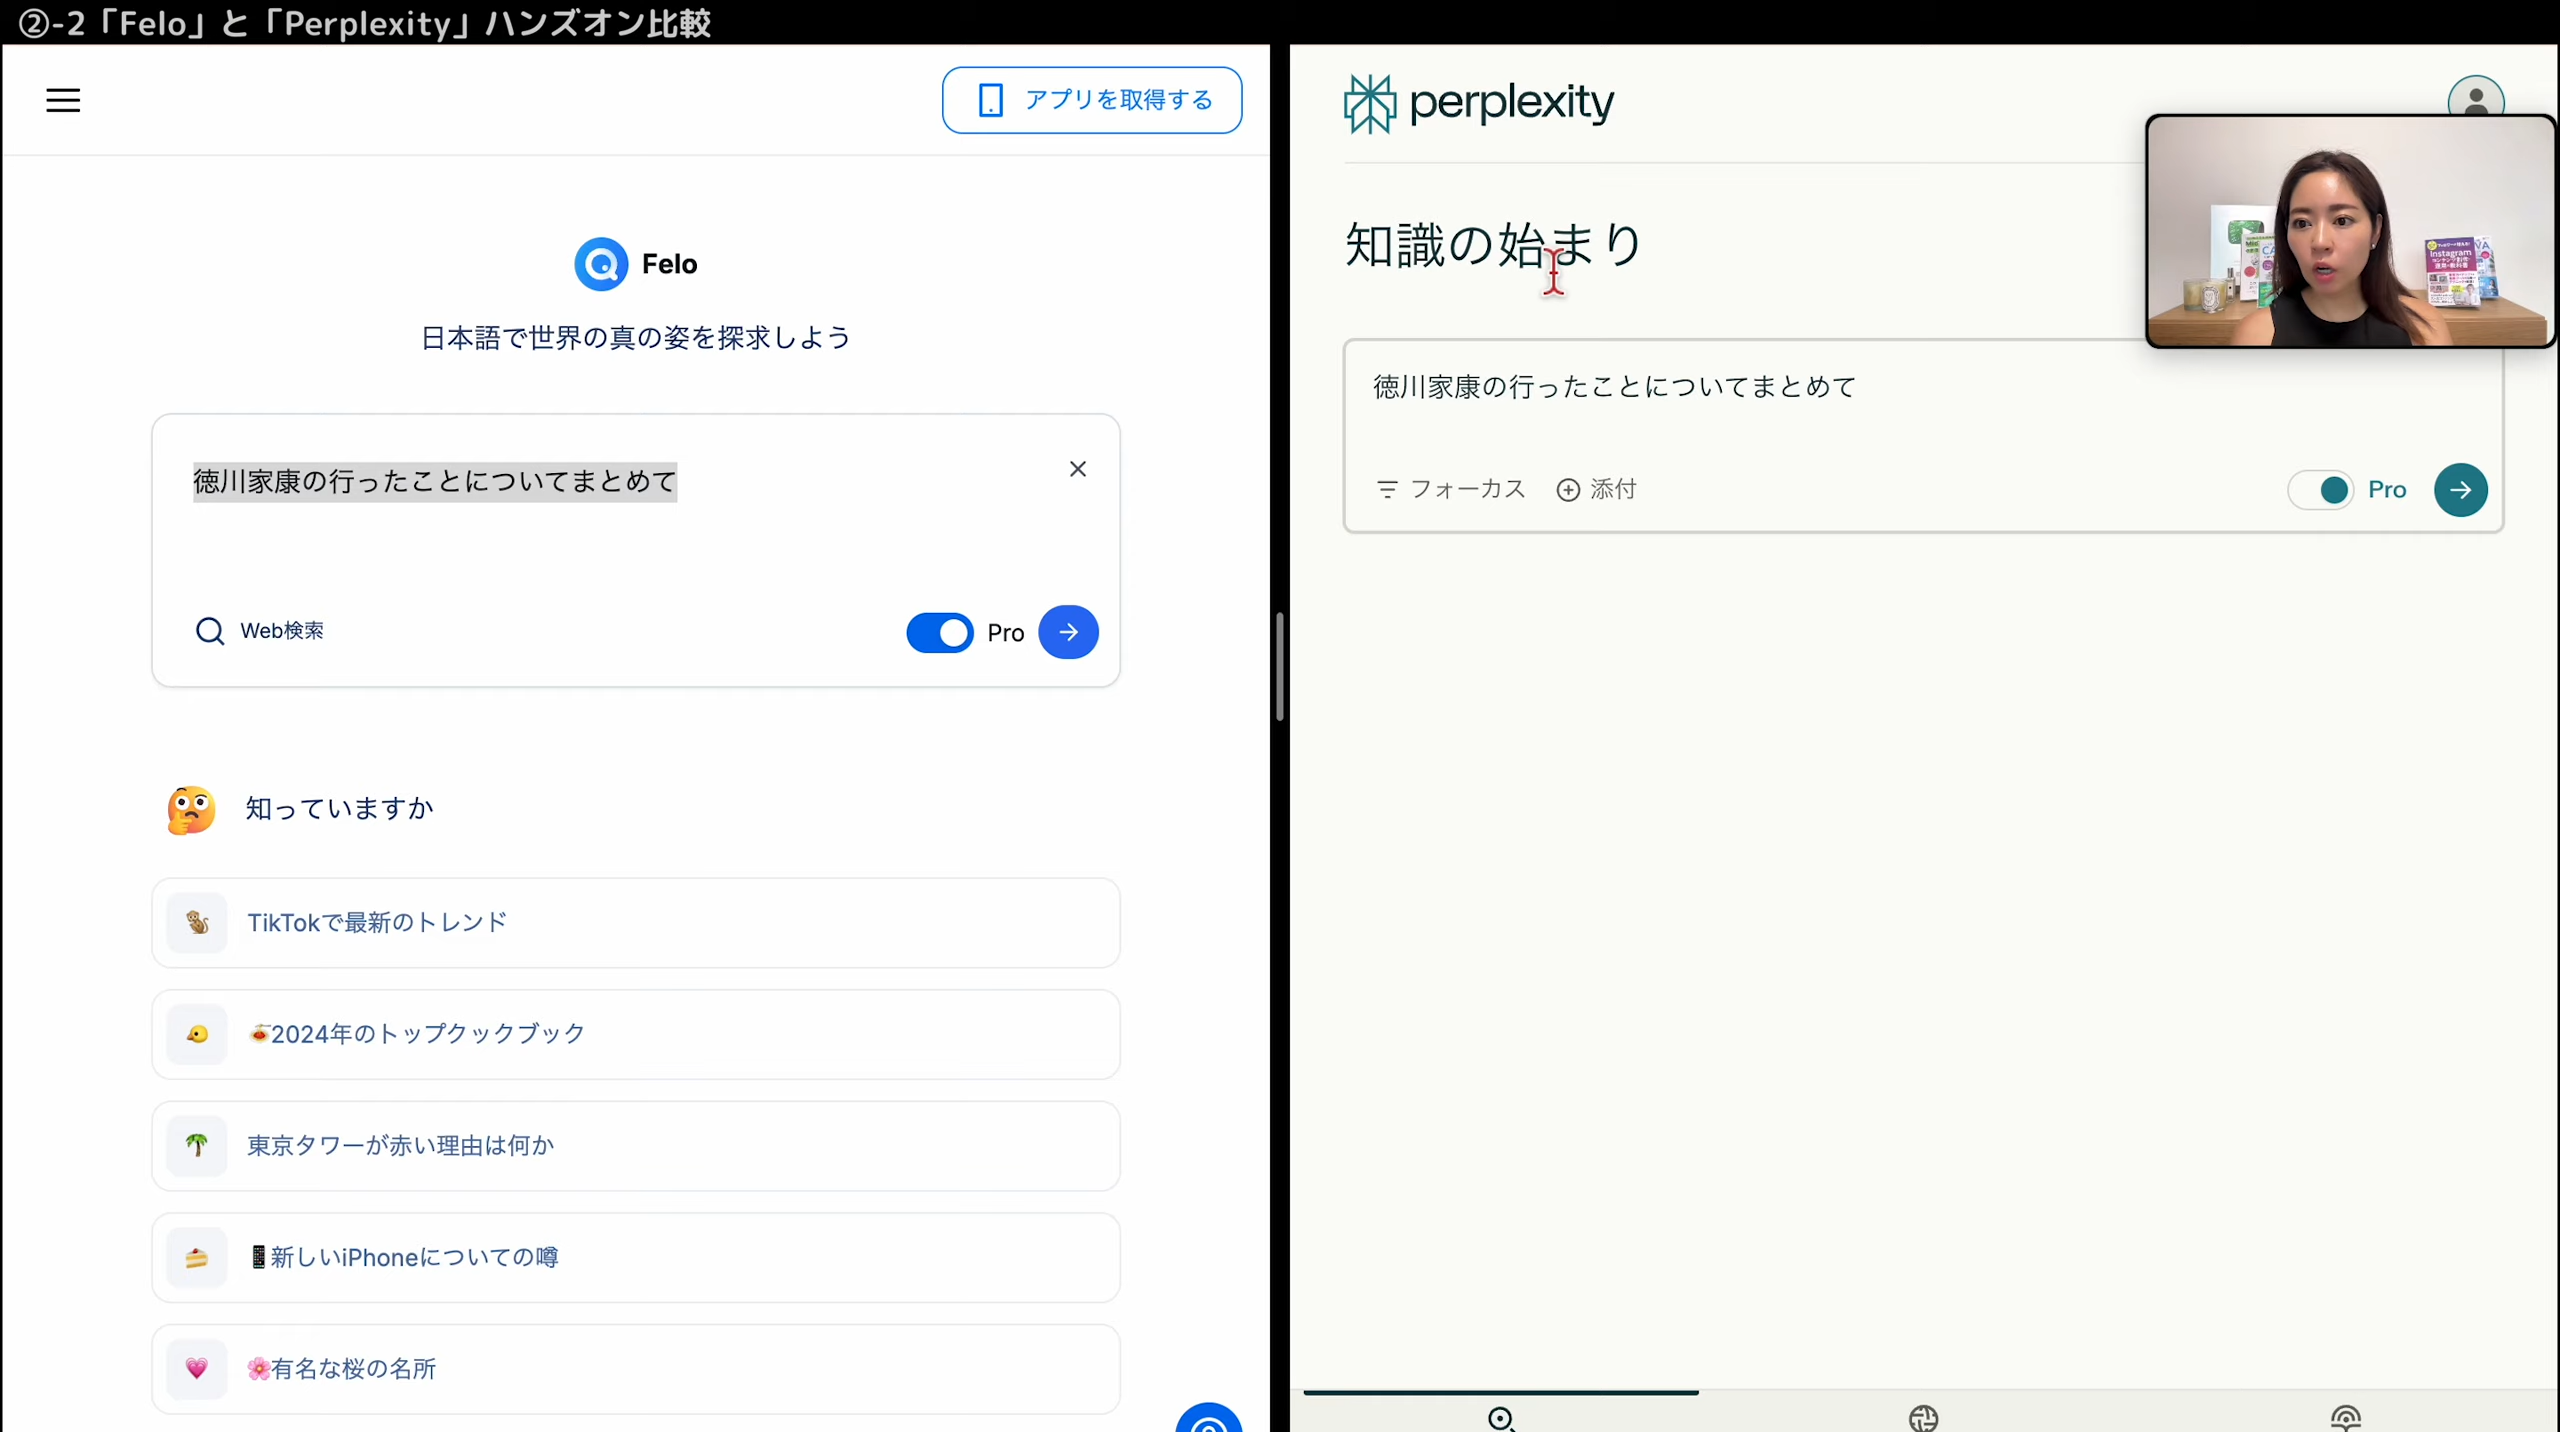 ②-2「Felo」と「Perplexity」ハンズオン比較
アプリを取得する
Felo
日本語で世界の真の姿を探求しよう
徳川家康の行ったことについてまとめて
Web検索
Pro
知っていますか
TikTokで最新のトレンド
2024年のトップクックブック
東京タワーが赤い理由は何か
新しいiPhoneについての噂
有名な桜の名所
perplexity
知識の始まり
徳川家康の行ったことについてまとめて
フォーカス
添付
Pro
Instagram